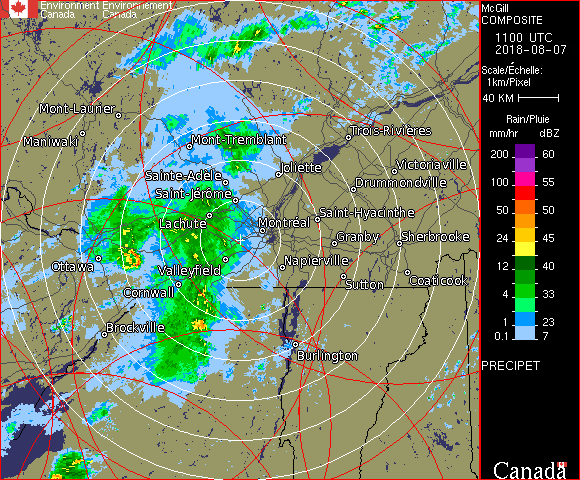 Environment Environnement
Canada Canada
McGill
COMPOSITE
1100 UTC
2018-08-07
Scale/Échelle:
1km/Pixel
40 KM
Rain/Pluie
mm/hr dBZ
200 60
55
100 55
50 50
24 45
12 40
4 33
1 23
0.1 7
PRECIPET
Canada
Mont-Laurier
Maniwaki
Mont-Tremblant
Trois-Rivières
Joliette
Victoriaville
Sainte-Adèle
Drummondville
Saint-Jérôme
Saint-Hyacinthe
Lachute
Montréal
Granby
Sherbrooke
Ottawa
Napierville
Valleyfield
Sutton
Coaticook
Cornwall
Brockville
Burlington